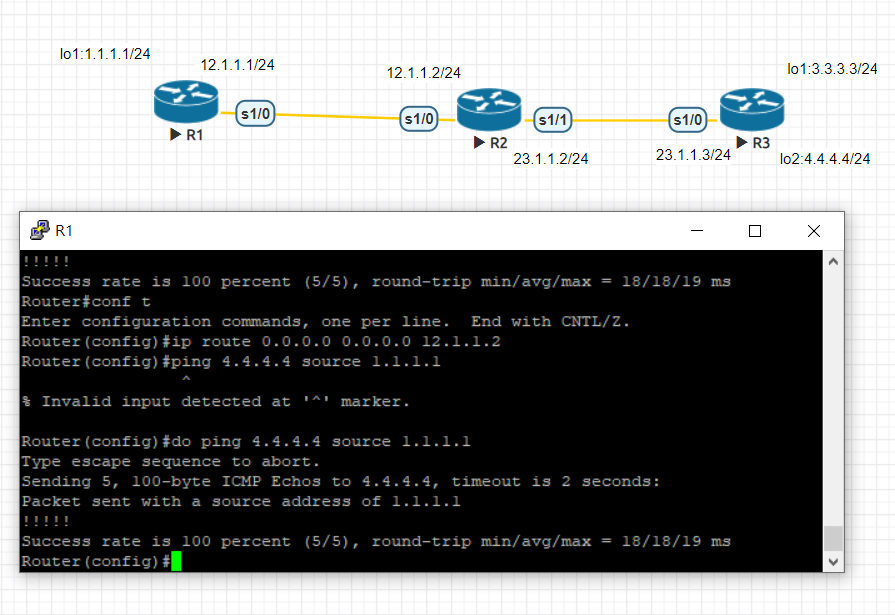 lo1:1.1.1.1/24
12.1.1.1/24
12.1.1.2/24
lo1:3.3.3.3/24
s1/0
s1/0
s1/1
s1/0
R1
R2
R3
23.1.1.2/24
23.1.1.3/24
lo2:4.4.4.4/24
R1
!!!!!
Success rate is 100 percent (5/5), round-trip min/avg/max = 18/18/19 ms
Router#conf t
Enter configuration commands, one per line.  End with CNTL/Z.
Router(config)#ip route 0.0.0.0 0.0.0.0 12.1.1.2
Router(config)#ping 4.4.4.4 source 1.1.1.1
^
% Invalid input detected at '^' marker.
Router(config)#do ping 4.4.4.4 source 1.1.1.1
Type escape sequence to abort.
Sending 5, 100-byte ICMP Echos to 4.4.4.4, timeout is 2 seconds:
Packet sent with a source address of 1.1.1.1
!!!!!
Success rate is 100 percent (5/5), round-trip min/avg/max = 18/18/19 ms
Router(config)#